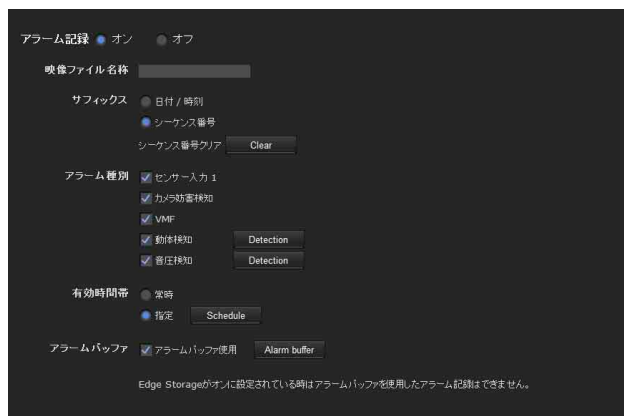 アラーム記録 オン オフ
映像ファイル名称
サフィックス 日付 / 時刻
シーケンス番号
シーケンス番号クリア Clear
アラーム種別 センサー入力 1
カメラ妨害検知
VMF
動体検知 Detection
音圧検知 Detection
有効時間帯 常時
指定 Schedule
アラームバッファ アラームバッファ使用 Alarm buffer
Edge Storageがオンに設定されている時はアラームバッファを使用したアラーム記録はできません。